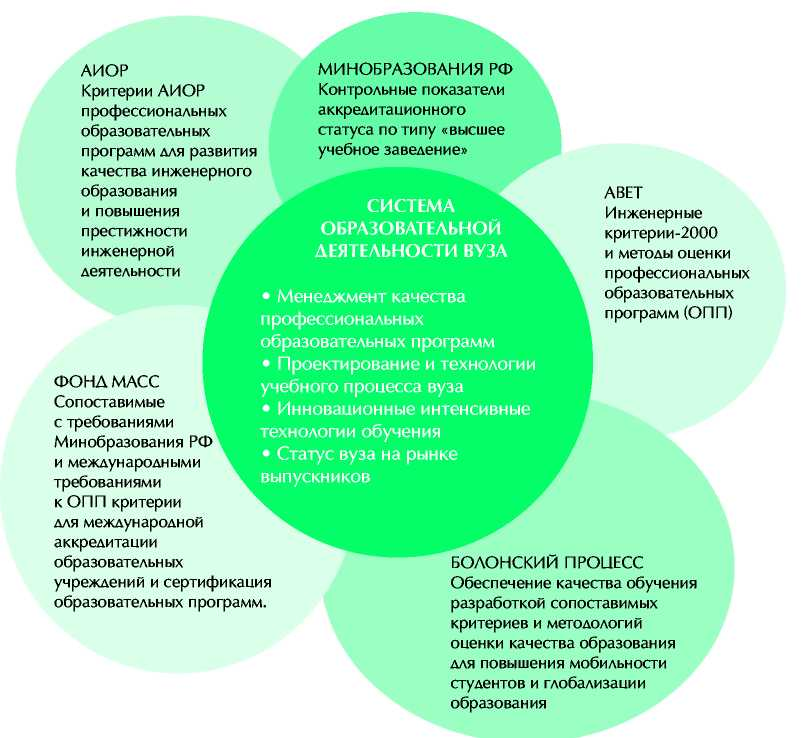 АИОР
Критерии АИОР
профессиональных
образовательных
программ для развития
качества инженерного
образования
и повышения
престижности
инженерной
деятельности
МИНОБРАЗОВАНИЯ РФ
Контрольные показатели
аккредитационного
статуса по типу «высшее
учебное заведение»
АВЕТ
Инженерные
критерии-2000
и методы оценки
профессиональных
образовательных
программ (ОПП)
СИСТЕМА
ОБРАЗОВАТЕЛЬНОЙ
ДЕЯТЕЛЬНОСТИ ВУЗА
• Менеджмент качества
профессиональных
образовательных программ
• Проектирование и технологии
учебного процесса вуза
• Инновационные интенсивные
технологии обучения
• Статус вуза на рынке
выпускников
ФОНД МАСС
Сопоставимые
с требованиями
Минобразования РФ
и международными
требованиями
к ОПП критерии
для международной
аккредитации
образовательных
учреждений и сертификация
образовательных программ.
БОЛОНСКИЙ ПРОЦЕСС
Обеспечение качества обучения
разработкой сопоставимых
критериев и методологий
оценки качества образования
для повышения мобильности
студентов и глобализации
образования